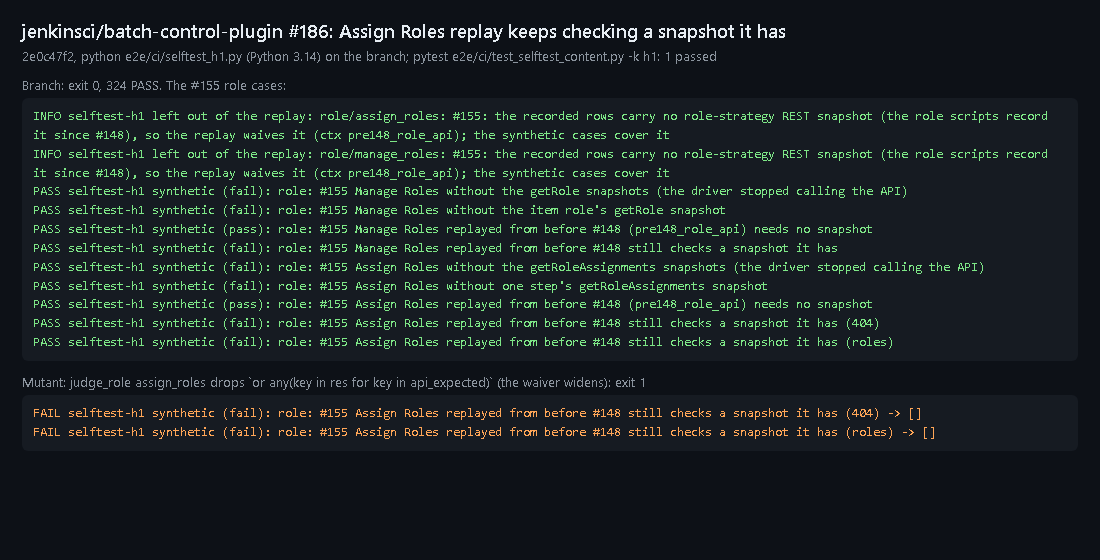 jenkinsci/batch-control-plugin #186: Assign Roles replay keeps checking a snapshot it has
2e0c47f2, python e2e/ci/selftest_h1.py (Python 3.14) on the branch; pytest e2e/ci/test_selftest_content.py -k h1: 1 passed
Branch: exit 0, 324 PASS. The #155 role cases:
INFO selftest-h1 left out of the replay: role/assign_roles: #155: the recorded rows carry no role-strategy REST snapshot (the role scripts record
it since #148), so the replay waives it (ctx pre148_role_api); the synthetic cases cover it
INFO selftest-h1 left out of the replay: role/manage_roles: #155: the recorded rows carry no role-strategy REST snapshot (the role scripts record
it since #148), so the replay waives it (ctx pre148_role_api); the synthetic cases cover it
PASS selftest-h1 synthetic (fail): role: #155 Manage Roles without the getRole snapshots (the driver stopped calling the API)
PASS selftest-h1 synthetic (fail): role: #155 Manage Roles without the item role's getRole snapshot
PASS selftest-h1 synthetic (pass): role: #155 Manage Roles replayed from before #148 (pre148_role_api) needs no snapshot
PASS selftest-h1 synthetic (fail): role: #155 Manage Roles replayed from before #148 still checks a snapshot it has
PASS selftest-h1 synthetic (fail): role: #155 Assign Roles without the getRoleAssignments snapshots (the driver stopped calling the API)
PASS selftest-h1 synthetic (fail): role: #155 Assign Roles without one step's getRoleAssignments snapshot
PASS selftest-h1 synthetic (pass): role: #155 Assign Roles replayed from before #148 (pre148_role_api) needs no snapshot
PASS selftest-h1 synthetic (fail): role: #155 Assign Roles replayed from before #148 still checks a snapshot it has (404)
PASS selftest-h1 synthetic (fail): role: #155 Assign Roles replayed from before #148 still checks a snapshot it has (roles)
Mutant: judge_role assign_roles drops `or any(key in res for key in api_expected)` (the waiver widens): exit 1
FAIL selftest-h1 synthetic (fail): role: #155 Assign Roles replayed from before #148 still checks a snapshot it has (404) -> []
FAIL selftest-h1 synthetic (fail): role: #155 Assign Roles replayed from before #148 still checks a snapshot it has (roles) -> []